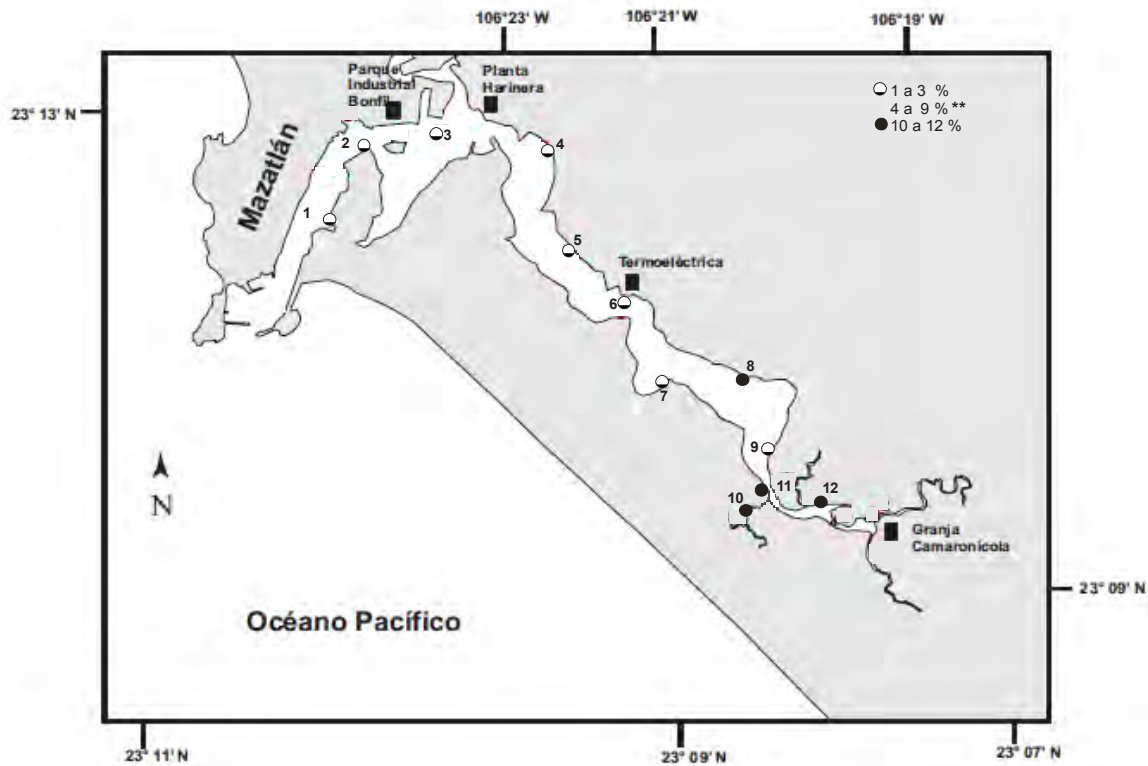 106°23' W
106°21' W
106°19' W
Parque
Industrial
Bonfil
Planta
Harinera
1 a 3 %
4 a 9 % **
10 a 12 %
23° 13' N
Mazatlán
2
3
4
1
5
Termoeléctrica
6
7
8
9
10
11
12
N
Granja
Camaronícola
23° 09' N
Océano Pacífico
23° 11' N
23° 09' N
23° 07' N